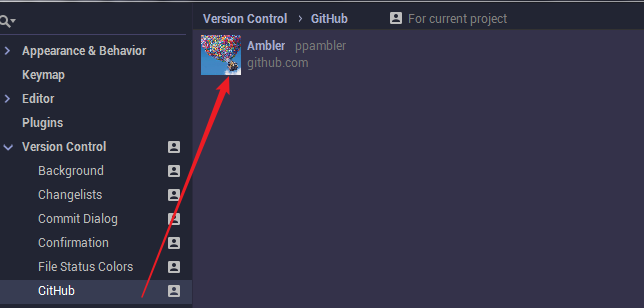 Version Control › GitHub For current project
Appearance & Behavior
Keymap
Editor
Plugins
Version Control
Background
Changelists
Commit Dialog
Confirmation
File Status Colors
GitHub
Ambler ppambler
github.com